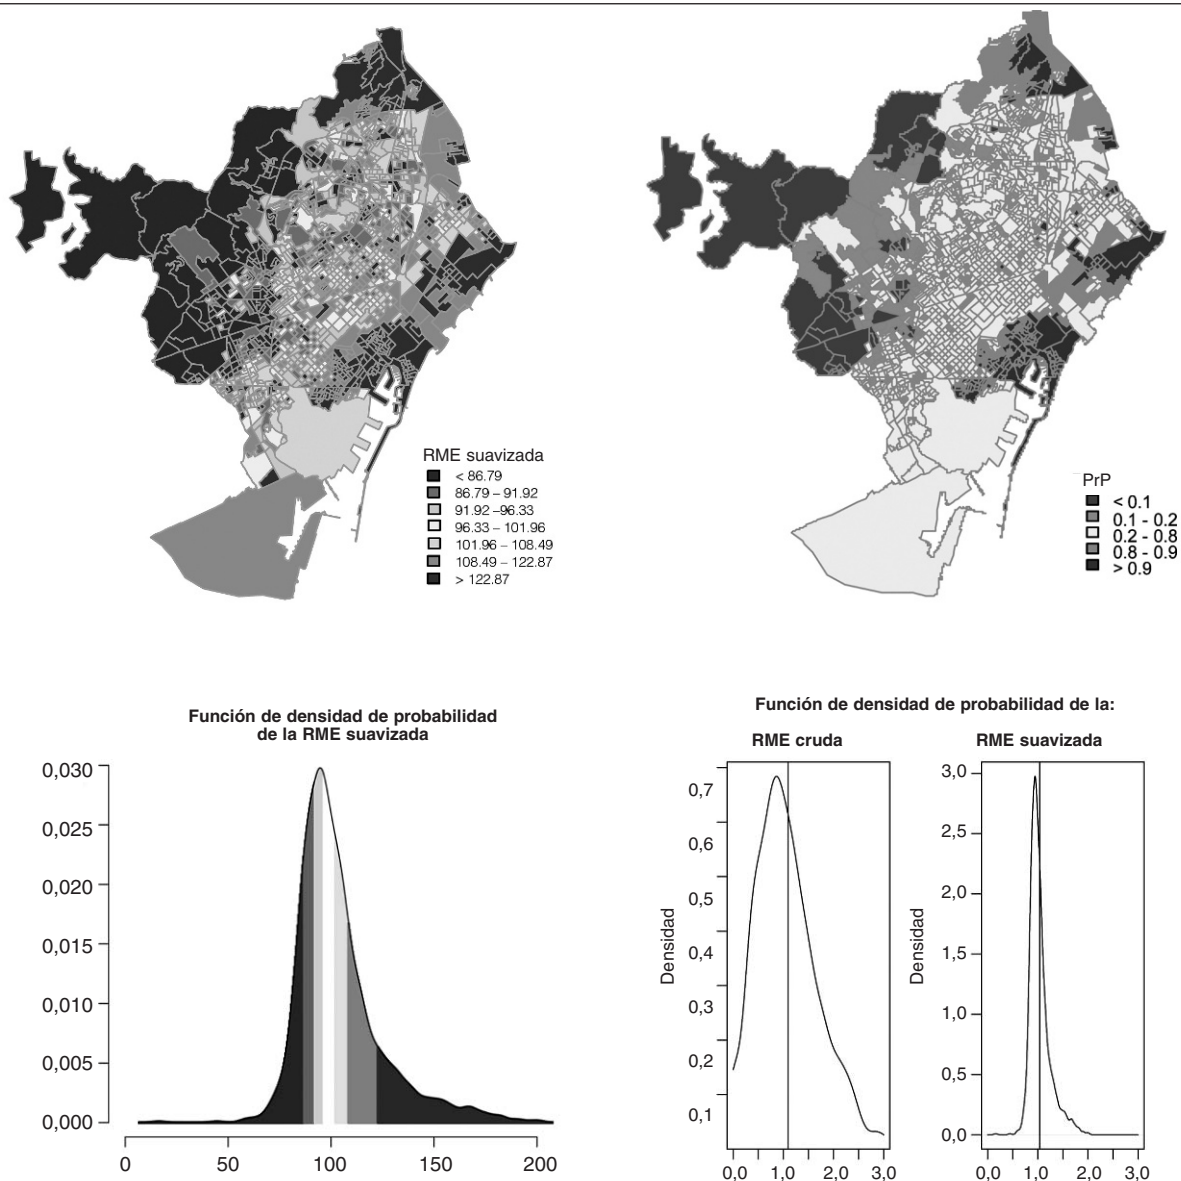 RME suavizada
< 86.79
86.79 – 91.92
91.92 –96.33
96.33 – 101.96
101.96 – 108.49
108.49 – 122.87
> 122.87
PrP
< 0.1
0.1 - 0.2
0.2 - 0.8
0.8 - 0.9
> 0.9
Función de densidad de probabilidad
de la RME suavizada
0,030
0,025
0,020
0,015
0,010
0,005
0,000
0 50 100 150 200
Función de densidad de probabilidad de la:
RME cruda
Densidad
0,7
0,6
0,5
0,4
0,3
0,2
0,1
0,0 1,0 2,0 3,0
RME suavizada
Densidad
3,0
2,5
2,0
1,5
1,0
0,5
0,0
0,0 1,0 2,0 3,0